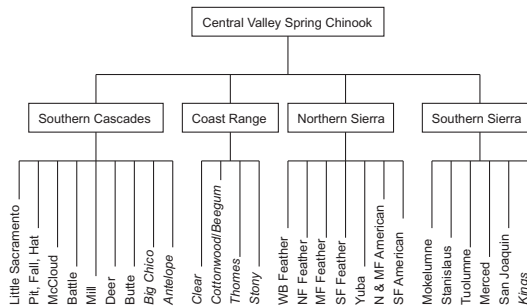 Central Valley Spring Chinook
Southern Cascades
Coast Range
Northern Sierra
Southern Sierra
Little Sacramento
Pit, Fall, Hat
McCloud
Battle
Mill
Deer
Butte
Big Chico
Antelope
Clear
Cottonwood/Beegum
Thomes
Stony
WB Feather
NF Feather
MF Feather
SF Feather
Yuba
N & MF American
SF American
Mokelumne
Stanislaus
Tuolumne
Merced
San Joaquin
Kings